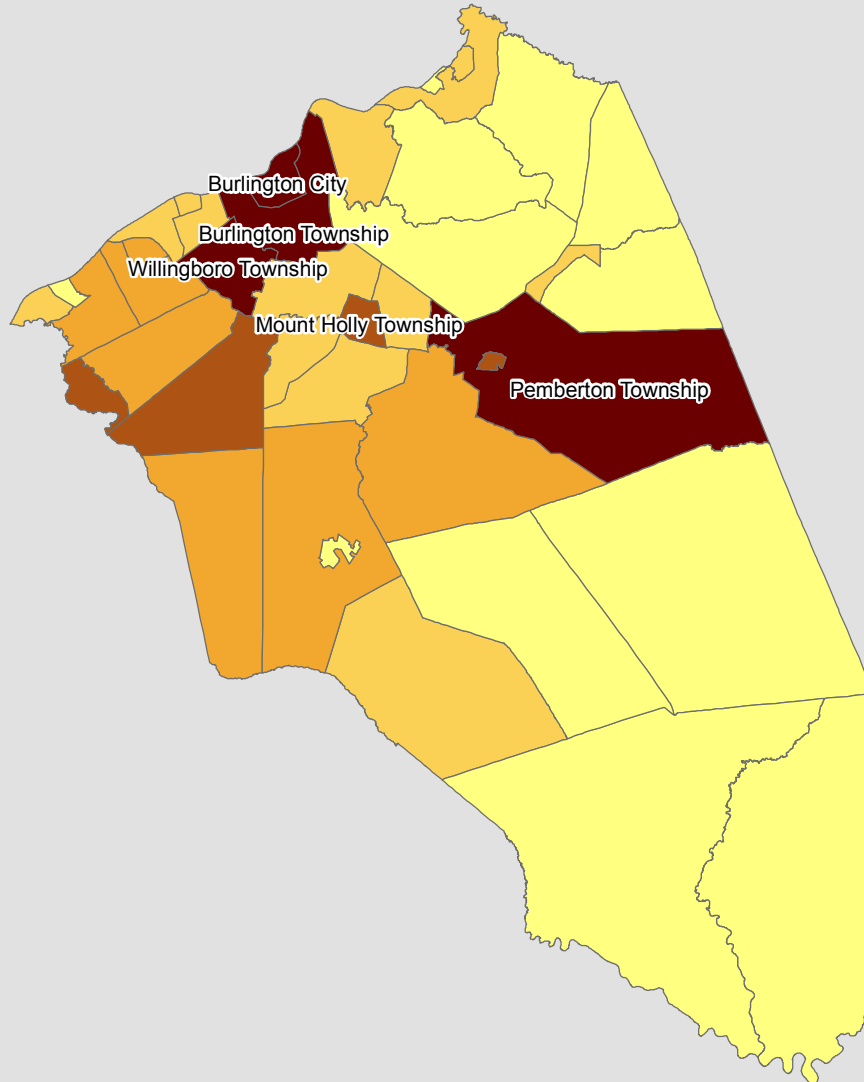 Burlington City
Burlington Township
Willingboro Township
Mount Holly Township
Pemberton Township